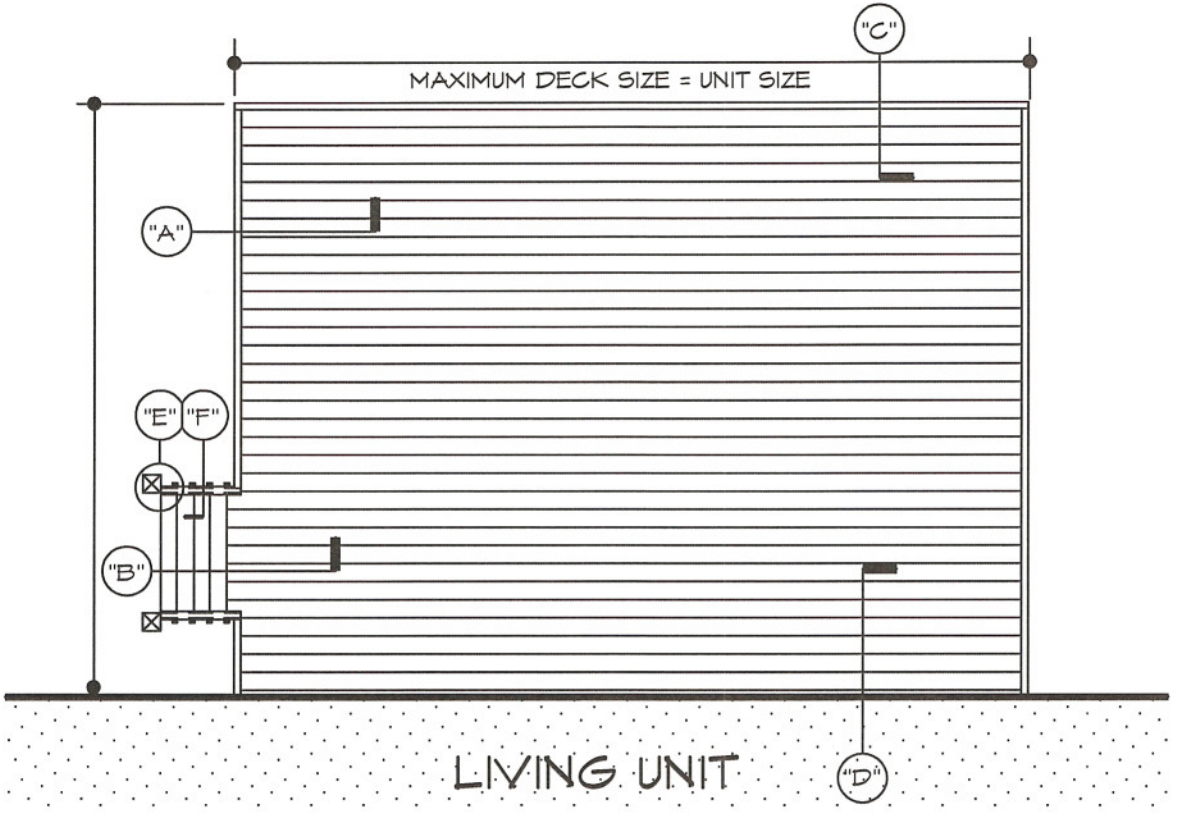 "C"
MAXIMUM DECK SIZE = UNIT SIZE
"A"
"E" "F"
"B"
LIVING UNIT
"D"